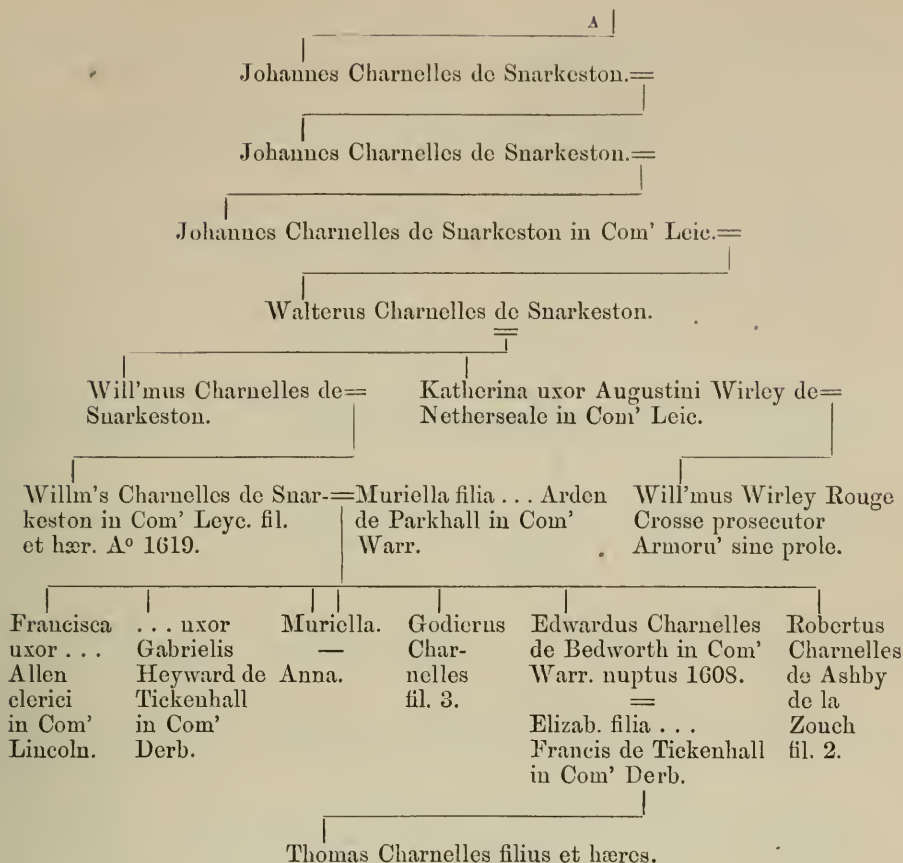 A
Johannes Charnelles de Snarkeston.=
Johannes Charnelles de Snarkeston.=
Johannes Charnelles de Snarkeston in Com' Leic.=
Walterus Charnelles de Snarkeston.
=
Will'mus Charnelles de=
Snarkeston.
Katherina uxor Augustini Wirley de=
Netherseale in Com' Leic.
Willm's Charnelles de Snar-=
keston in Com' Leyc. fil.
et hær. Aº 1619.
Muriella filia . . . Arden
de Parkhall in Com'
Warr.
Will'mus Wirley Rouge
Crosse prosecutor
Armoru' sine prole.
Francisca
uxor . . .
Allen
clerici
in Com'
Lincoln.
. . . uxor
Gabrielis
Heyward de
Tickenhall
in Com'
Derb.
Muriella.
—
Anna.
Godierus
Char-
nelles
fil. 3.
Edwardus Charnelles
de Bedworth in Com'
Warr. nuptus 1608.
=
Elizab. filia . . .
Francis de Tickenhall
in Com' Derb.
Robertus
Charnelles
de Ashby
de la
Zouch
fil. 2.
Thomas Charnelles filius et hæres.